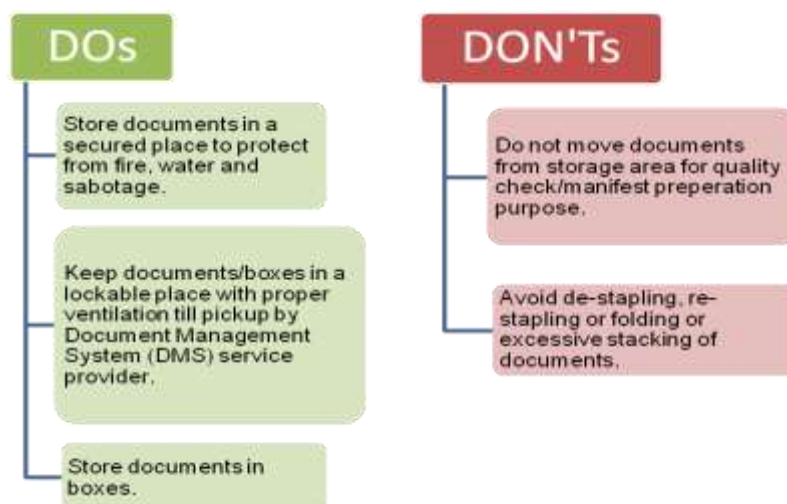 DOs
Store documents in a
secured place to protect
from fire, water and
sabotage.
Keep documents/boxes in a
lockable place with proper
ventilation till pickup by
Document Management
System (DMS) service
provider.
Store documents in
boxes.
DON'Ts
Do not move documents
from storage area for quality
check/manifest preperation
purpose.
Avoid de-stapling, re-
stapling or folding or
excessive stacking of
documents.